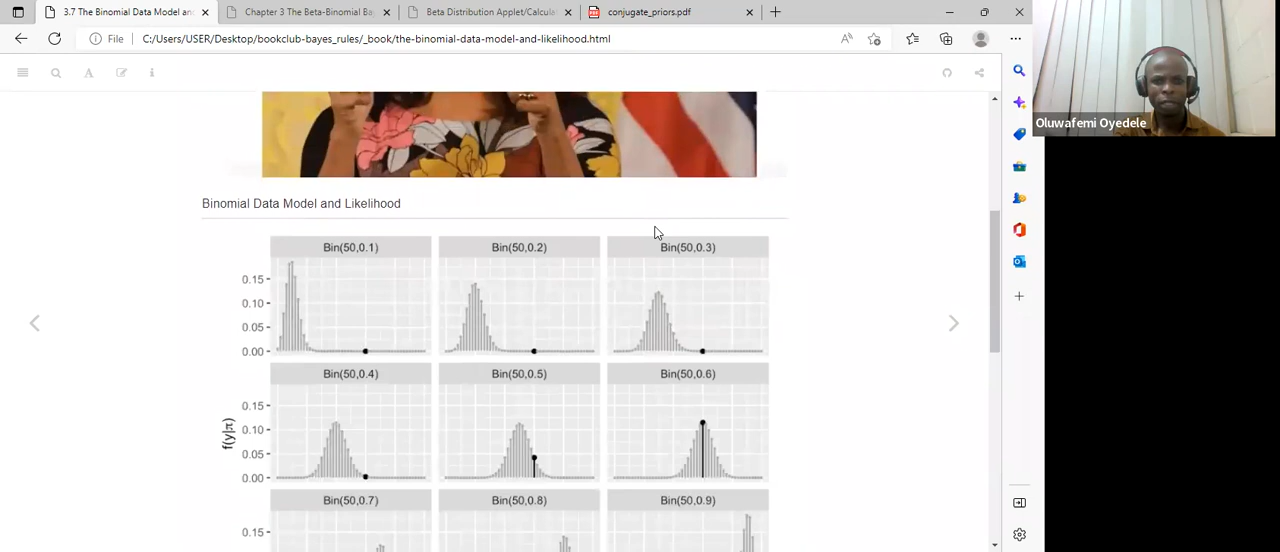 3.7 The Binomial Data Model an
Chapter 3 The Beta-Binomial Ba
Beta Distribution Applet/Calcula
conjugate_priors.pdf
File
C:/Users/USER/Desktop/bookclub-bayes_rules/_book/the-binomial-data-model-and-likelihood.html
Oluwafemi Oyedele
Binomial Data Model and Likelihood
Bin(50,0.1)
Bin(50,0.2)
Bin(50,0.3)
0.15
0.10
0.05
0.00
Bin(50,0.4)
Bin(50,0.5)
Bin(50,0.6)
0.15
0.10
0.05
0.00
f(y|π)
Bin(50,0.7)
Bin(50,0.8)
Bin(50,0.9)
0.15